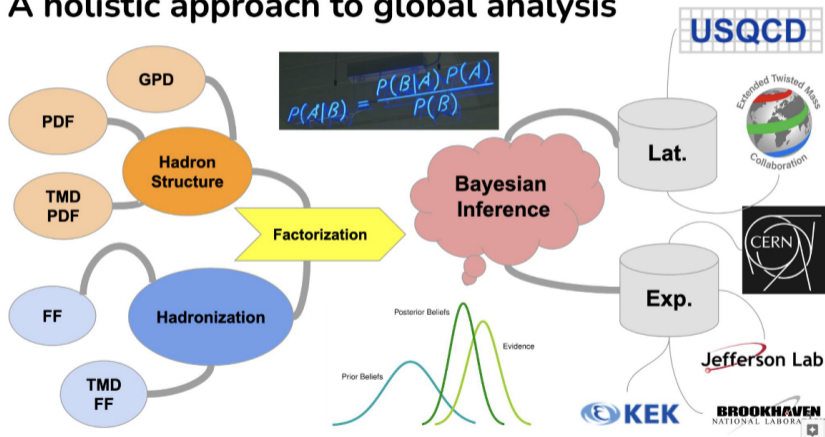 A holistic approach to global analysis
USQCD
GPD
P(A|B) = P(B|A) P(A)
P(B)
PDF
Extended Twisted Mass
Collaboration
Hadron
Structure
Lat.
TMD
PDF
Bayesian
Inference
Factorization
CERN
FF
Hadronization
Exp.
Posterior Beliefs
Evidence
Prior Beliefs
Jefferson Lab
TMD
FF
KEK
BROOKHAVEN